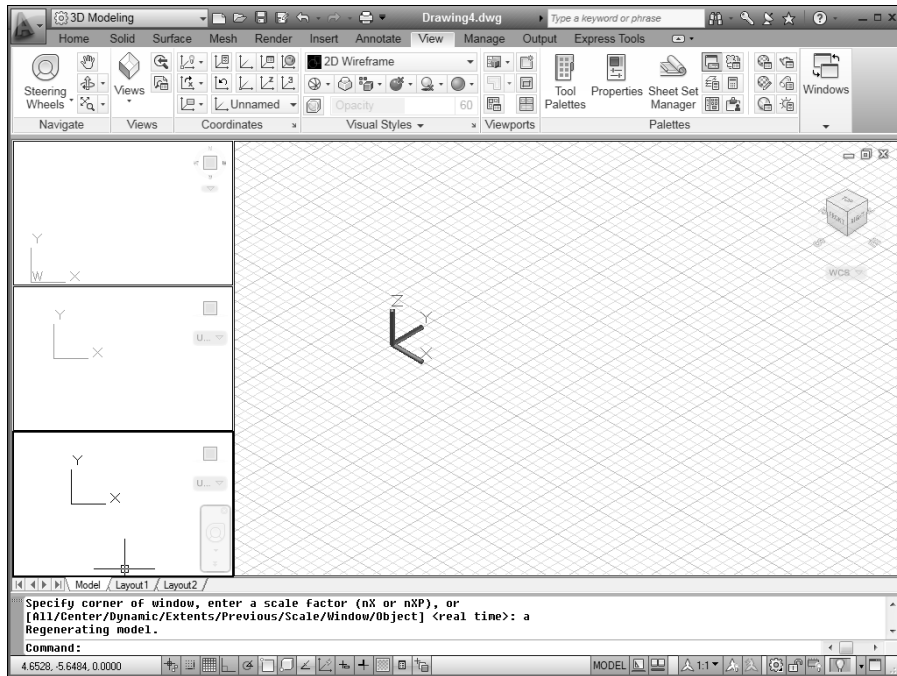 3D Modeling Drawing4.dwg Type a keyword or phrase
Home Solid Surface Mesh Render Insert Annotate View Manage Output Express Tools
2D Wireframe
Steering Wheels Views Unnamed Opacity 60 Tool Palettes Properties Sheet Set Manager Windows
Navigate Views Coordinates Visual Styles Viewports Palettes
TOP
FRONT RIGHT
WCS
Y
W X
Y
X
U...
Z
Y
X
Y
X
U...
Model Layout1 Layout2
Specify corner of window, enter a scale factor (nX or nXP), or
[All/Center/Dynamic/Extents/Previous/Scale/Window/Object] <real time>: a
Regenerating model.
Command:
4.6528, -5.6484, 0.0000 MODEL 1:1